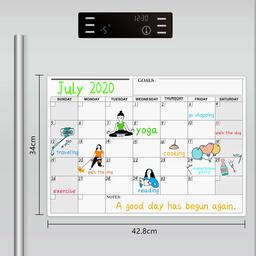 12:30
-5°
July 2020
GOALS:
SUNDAY MONDAY TUESDAY WEDNESDAY THURSDAY FRIDAY SATURDAY
go shopping
yoga
walk the dog
traveling
cooking
walk the dog
reading
exercise
NOTES:
A good day has begun again.
34cm
42.8cm